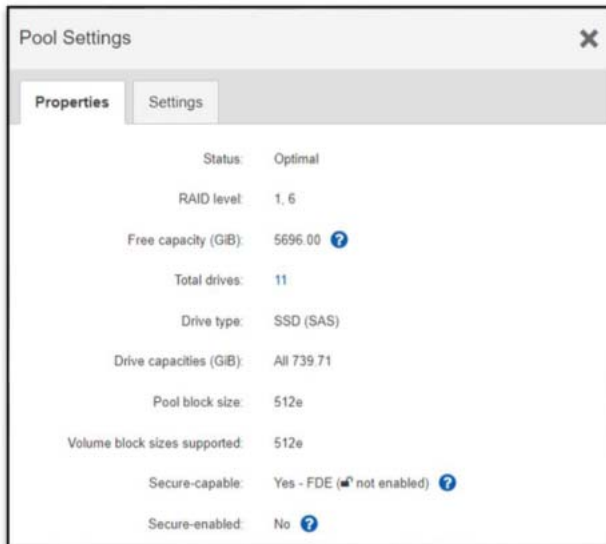 Pool Settings
Properties Settings
Status: Optimal
RAID level: 1, 6
Free capacity (GiB): 5696.00
Total drives: 11
Drive type: SSD (SAS)
Drive capacities (GiB): All 739.71
Pool block size: 512e
Volume block sizes supported: 512e
Secure-capable: Yes - FDE ( not enabled)
Secure-enabled: No